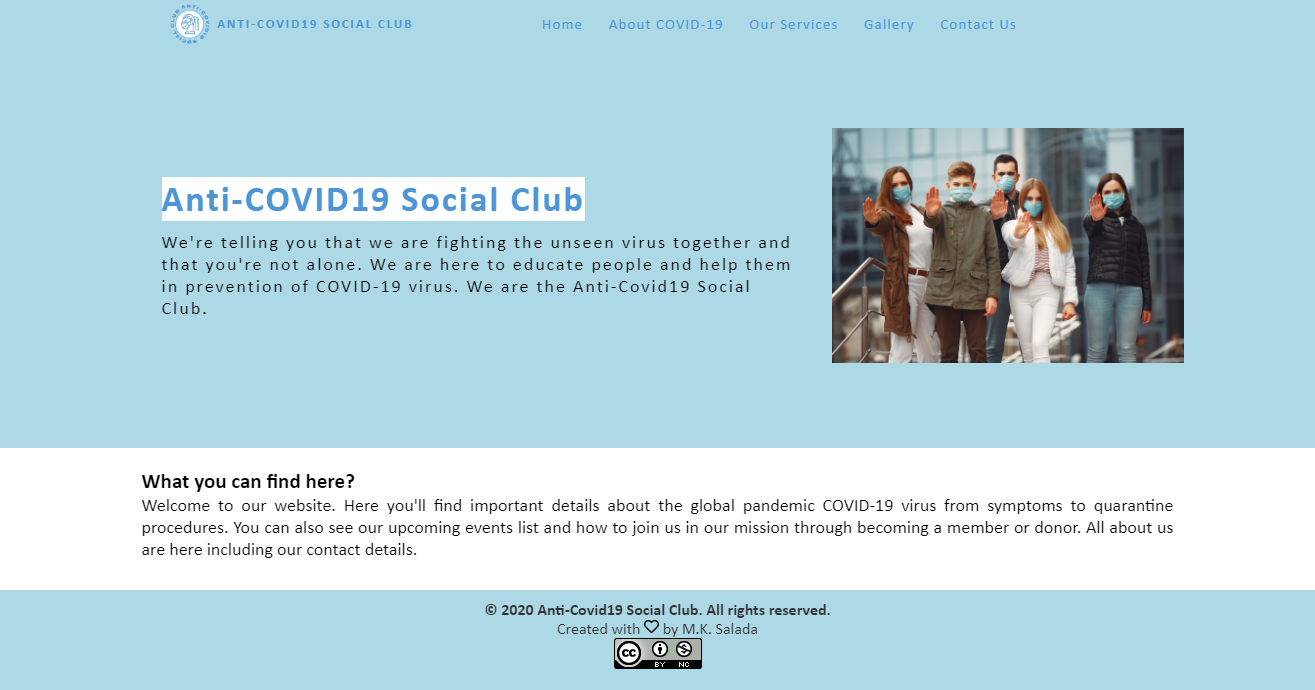 ANTI-COVID19 SOCIAL CLUB
Home About COVID-19 Our Services Gallery Contact Us
Anti-COVID19 Social Club
We're telling you that we are fighting the unseen virus together and
that you're not alone. We are here to educate people and help them
in prevention of COVID-19 virus. We are the Anti-Covid19 Social
Club.
What you can find here?
Welcome to our website. Here you'll find important details about the global pandemic COVID-19 virus from symptoms to quarantine
procedures. You can also see our upcoming events list and how to join us in our mission through becoming a member or donor. All about us
are here including our contact details.
© 2020 Anti-Covid19 Social Club. All rights reserved.
Created with ♡ by M.K. Salada
cc BY NC